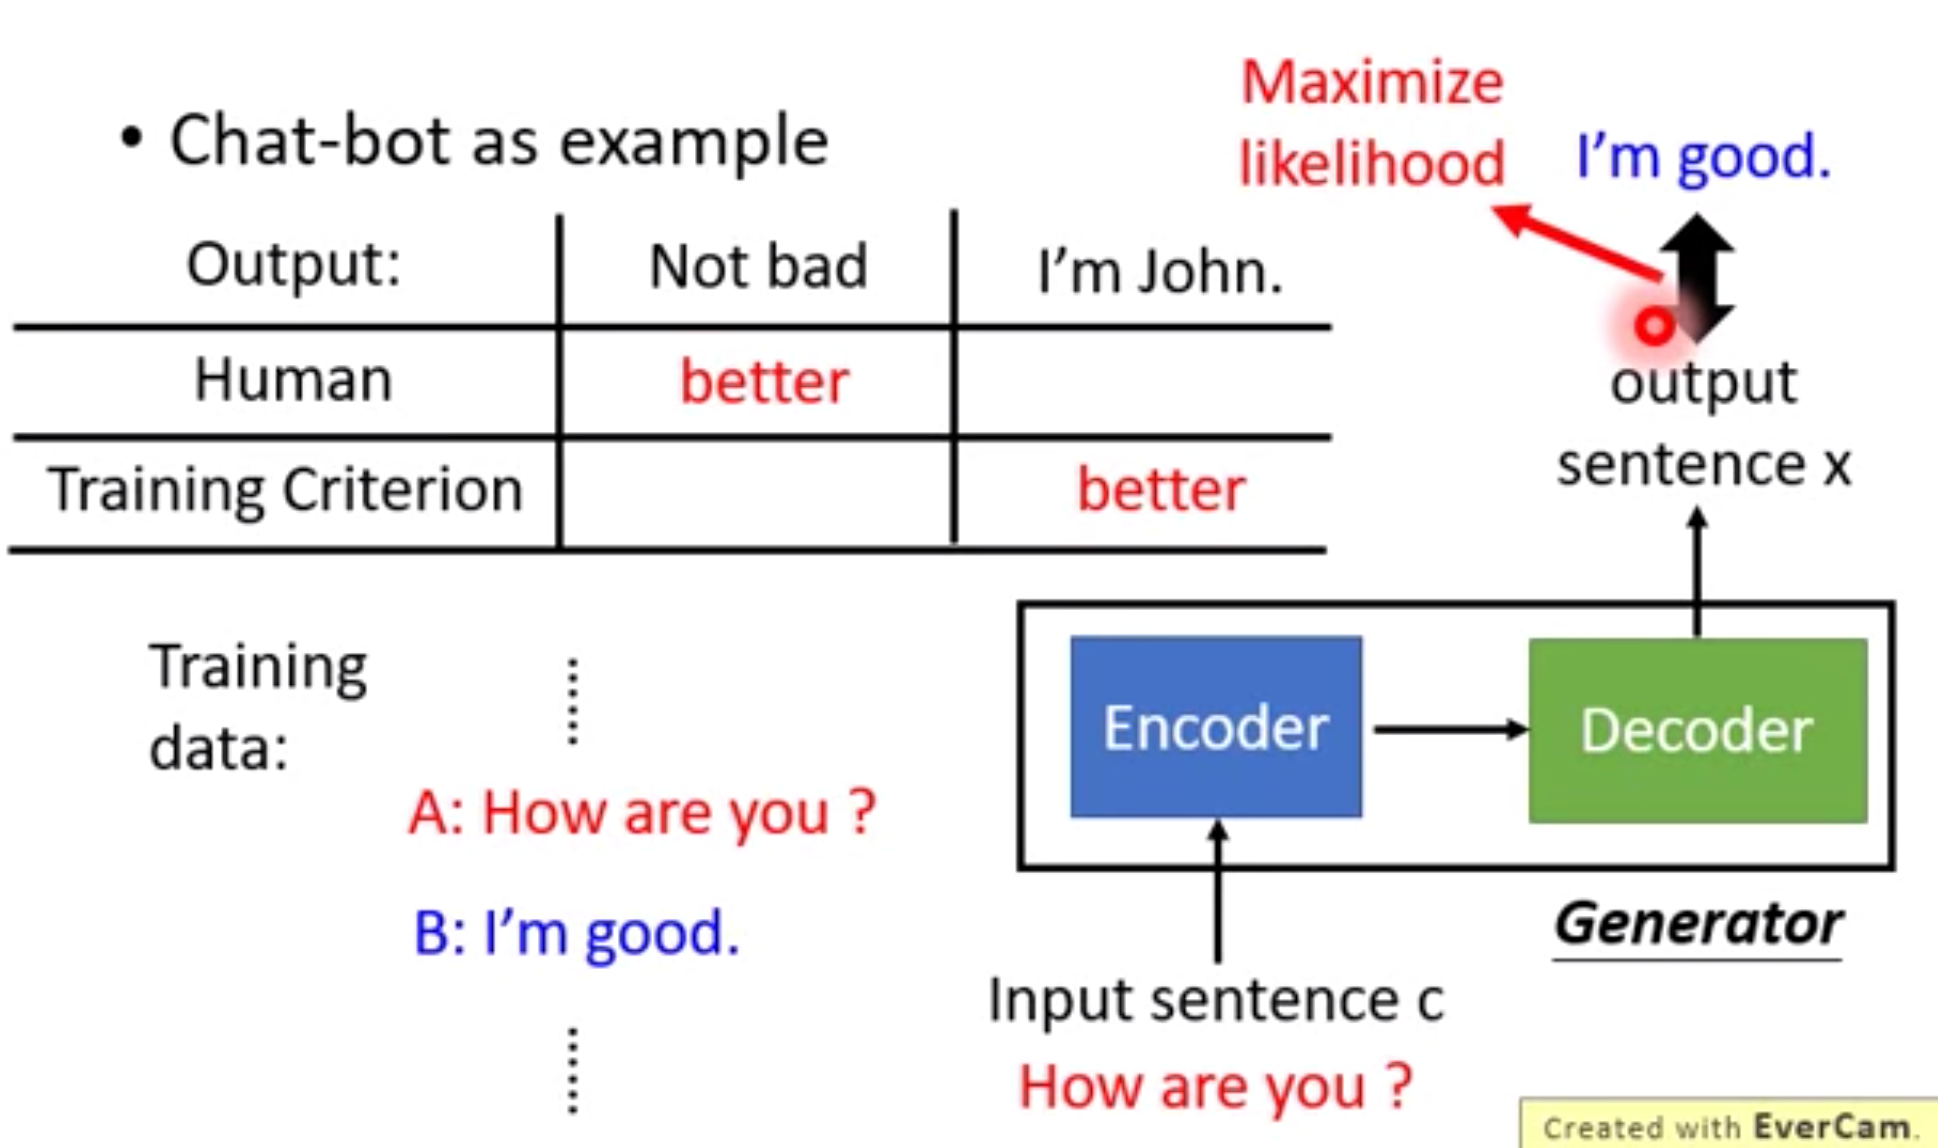 • Chat-bot as example
Output: Not bad I'm John.
Human better
Training Criterion better
Training
data:
A: How are you ?
B: I'm good.
Maximize
likelihood
I'm good.
output
sentence x
Encoder
Decoder
Generator
Input sentence c
How are you ?
Created with EverCam.